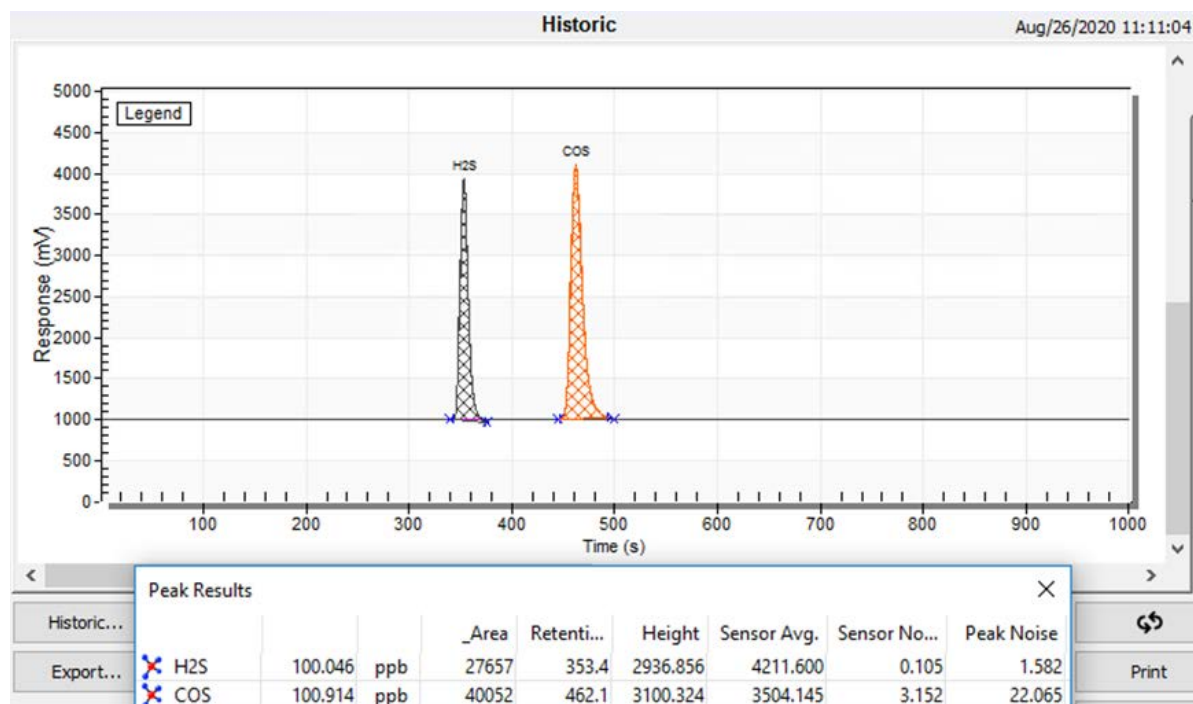 Historic
Aug/26/2020 11:11:04
Legend
5000
4500
4000
3500
3000
2500
2000
1500
1000
500
0
Response (mV)
H2S
COS
100 200 300 400 500 600 700 800 900 1000
Time (s)
Peak Results
_Area Retenti... Height Sensor Avg. Sensor No... Peak Noise
H2S 100.046 ppb 27657 353.4 2936.856 4211.600 0.105 1.582
COS 100.914 ppb 40052 462.1 3100.324 3504.145 3.152 22.065
Historic...
Export...
Print